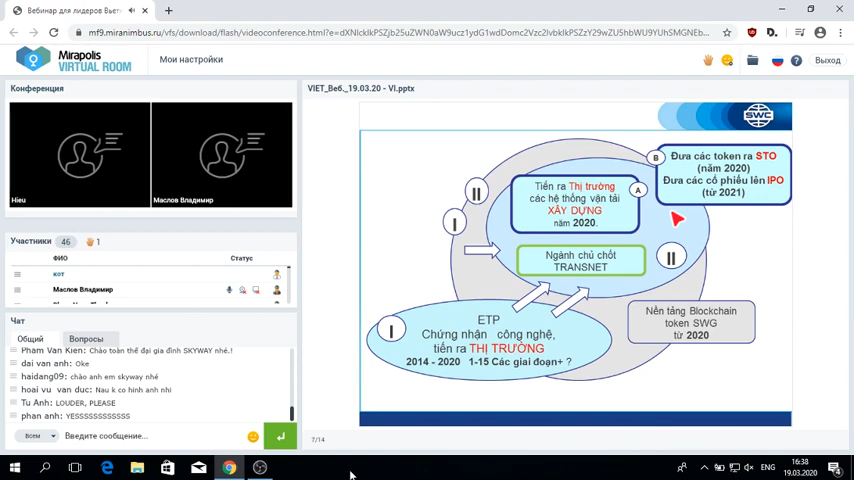 Вебинар для лидеров Вьетн
mf9.miranimbus.ru/vfs/download/flash/videoconference.html?e=
Mirapolis
VIRTUAL ROOM
Мои настройки
Выход
Конференция
Hieu
Маслов Владимир
Участники 46 1
ФИО Статус
кот
Маслов Владимир
Чат
Общий Вопросы
Pham Van Kien: Chào toàn thể đại gia đình SKYWAY nhé.!
dai van anh: Oke
haidang09: chào anh em skyway nhé
hoai vu van duc: Nau k co hinh anh nhi
Tu Anh: LOUDER, PLEASE
phan anh: YESSSSSSSSSSSS
Всем Введите сообщение...
VIET_Веб._19.03.20 - VI.pptx
SWC
B
Đưa các token ra STO
(năm 2020)
Đưa các cổ phiếu lên IPO
(từ 2021)
II
I
Tiến ra Thị trường
các hệ thống vận tải
XÂY DỰNG
năm 2020.
A
Ngành chủ chốt
TRANSNET
II
I
ETP
Chứng nhận công nghệ,
tiến ra THỊ TRƯỜNG
2014 - 2020 1-15 Các giai đoạn+ ?
Nền tảng Blockchain
token SWG
từ 2020
7/14
ENG
16:38
19.03.2020
4